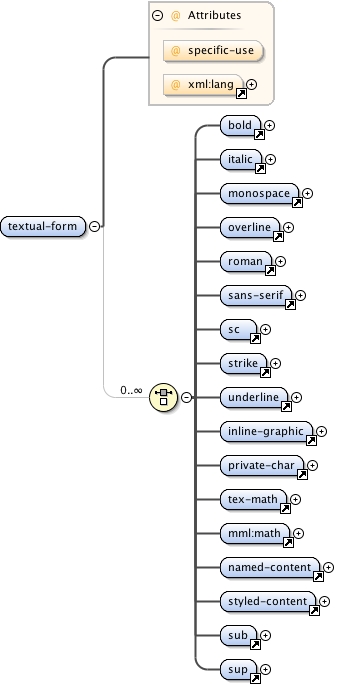 Attributes
@ specific-use
@ xml:lang
bold
italic
monospace
overline
textual-form
roman
sans-serif
sc
strike
0..∞
underline
inline-graphic
private-char
tex-math
mml:math
named-content
styled-content
sub
sup